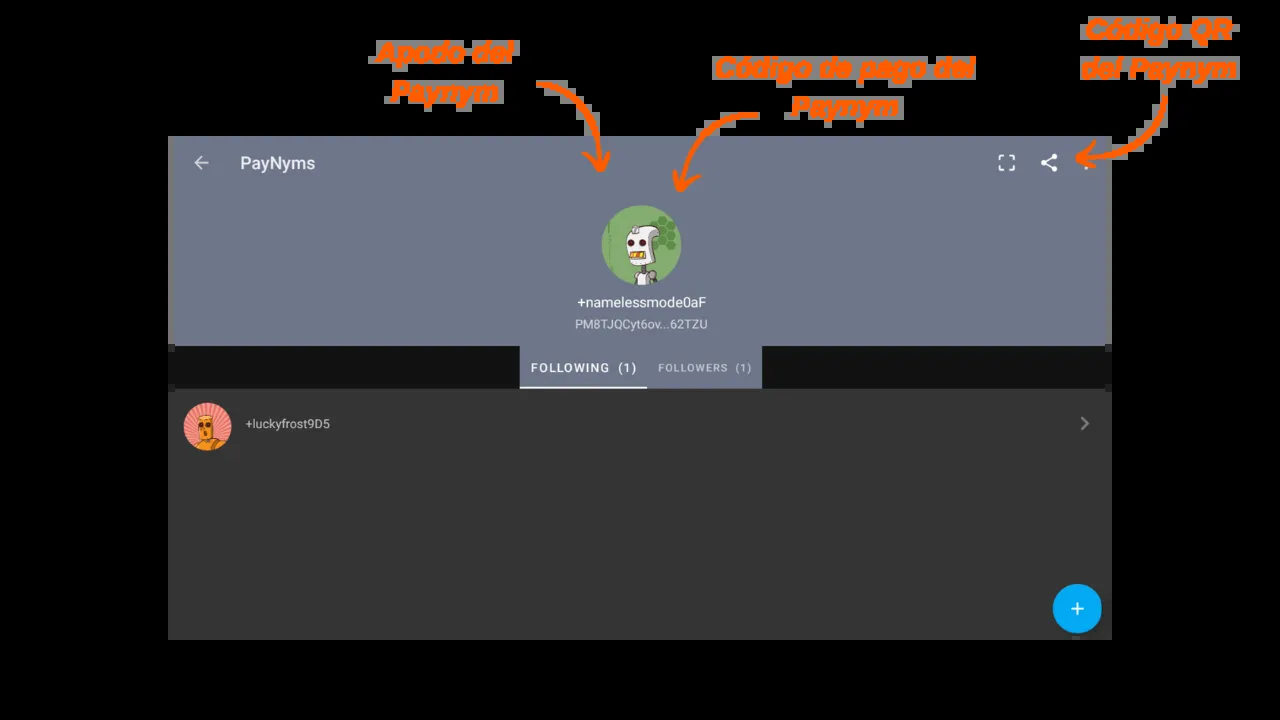 Apodo del
Paynym
Código de pago del
Paynym
Código QR
del Paynym
PayNyms
+namelessmode0aF
PM8TJQCyt6ov...62TZU
FOLLOWING (1)
FOLLOWERS (1)
+luckyfrost9D5